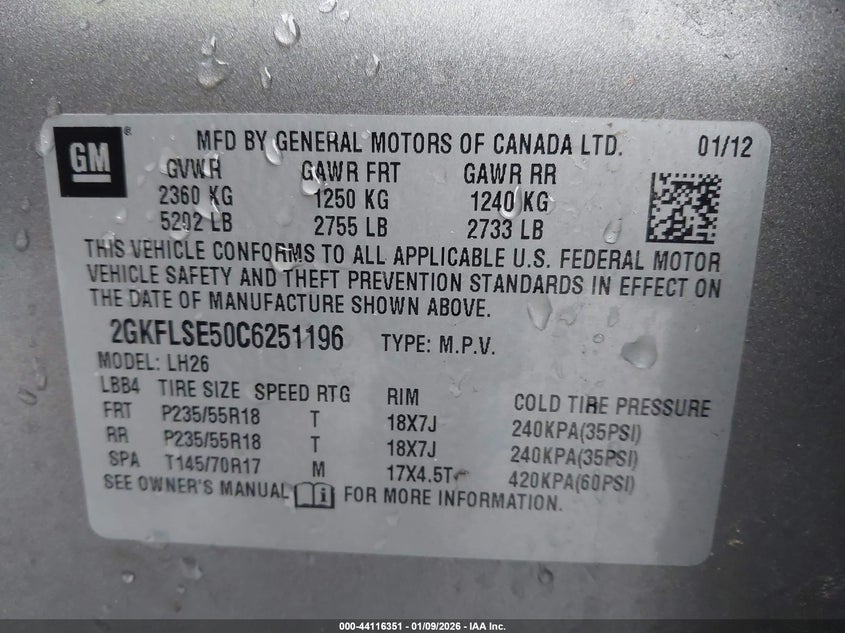 GM ®
MFD BY GENERAL MOTORS OF CANADA LTD. 01/12
GVWR GAWR FRT GAWR RR
2360 KG 1250 KG 1240 KG
5202 LB 2755 LB 2733 LB
THIS VEHICLE CONFORMS TO ALL APPLICABLE U.S. FEDERAL MOTOR
VEHICLE SAFETY AND THEFT PREVENTION STANDARDS IN EFFECT ON
THE DATE OF MANUFACTURE SHOWN ABOVE.
2GKFLSE50C6251196 TYPE: M.P.V.
MODEL: LH26
LBB4 TIRE SIZE SPEED RTG RIM COLD TIRE PRESSURE
FRT P235/55R18 T 18X7J 240KPA(35PSI)
RR P235/55R18 T 18X7J 240KPA(35PSI)
SPA T145/70R17 M 17X4.5T 420KPA(60PSI)
SEE OWNER'S MANUAL i FOR MORE INFORMATION.
000-44116351 - 01/09/2026 - IAA Inc.